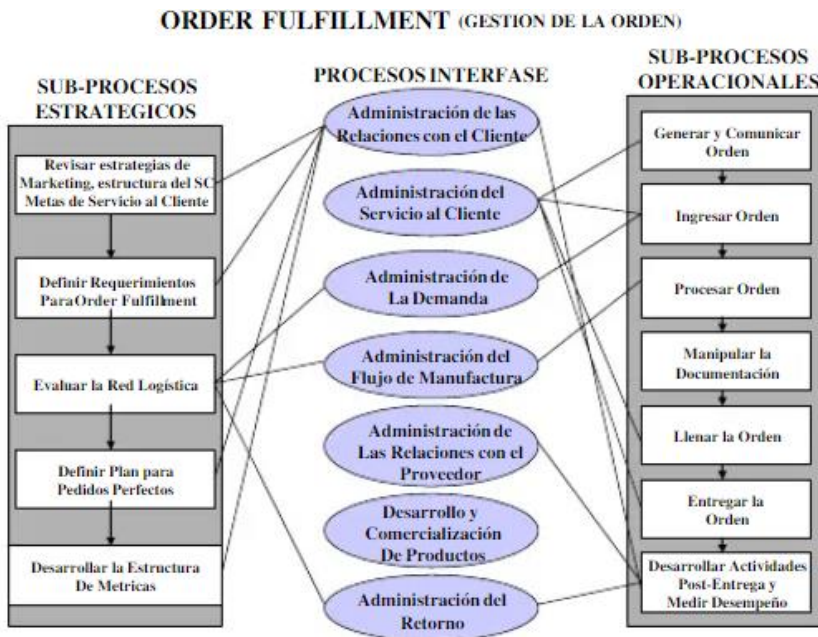 ORDER FULFILLMENT (GESTION DE LA ORDEN)
SUB-PROCESOS
ESTRATEGICOS
Revisar estrategias de
Marketing, estructura del SC
Metas de Servicio al Cliente
Definir Requerimientos
Para Order Fulfillment
Evaluar la Red Logística
Definir Plan para
Pedidos Perfectos
Desarrollar la Estructura
De Metricas
PROCESOS INTERFASE
Administración de las
Relaciones con el Cliente
Administración del
Servicio al Cliente
Administración de
La Demanda
Administración del
Flujo de Manufactura
Administración de
Las Relaciones con el
Proveedor
Desarrollo y
Comercialización
De Productos
Administración del
Retorno
SUB-PROCESOS
OPERACIONALES
Generar y Comunicar
Orden
Ingresar Orden
Procesar Orden
Manipular la
Documentación
Llenar la Orden
Entregar la
Orden
Desarrollar Actividades
Post-Entrega y
Medir Desempeño